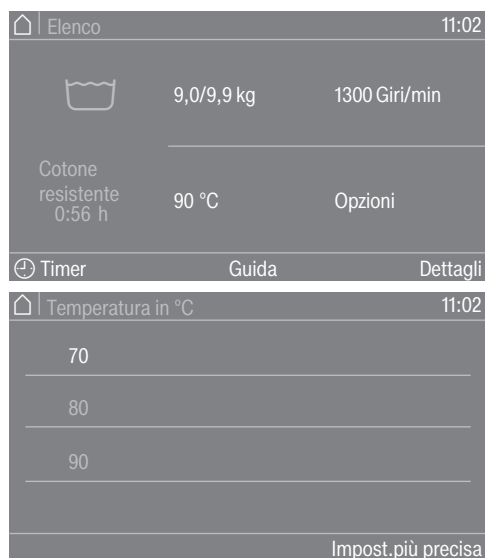 Elenco 11:02
9,0/9,9 kg 1300 Giri/min
Cotone
resistente
0:56 h
90 °C Opzioni
Timer Guida Dettagli
Temperatura in °C 11:02
70
80
90
Impost.più precisa